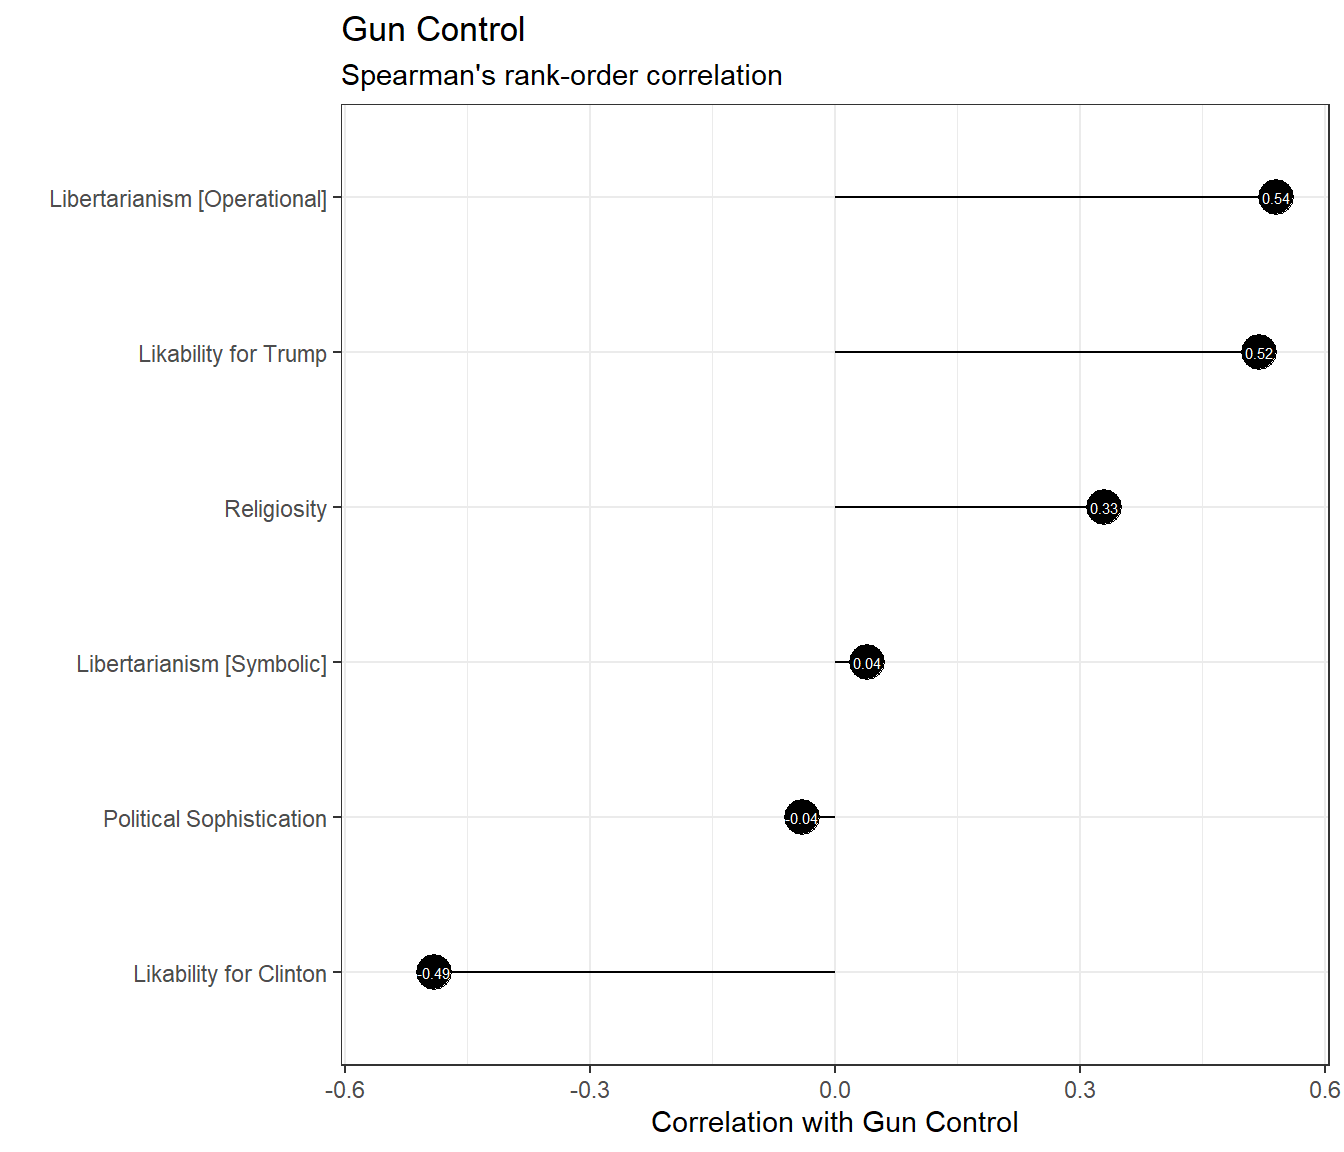 Gun Control
Spearman's rank-order correlation
Libertarianism [Operational]
0.54
Likability for Trump
0.52
Religiosity
0.33
Libertarianism [Symbolic]
0.04
Political Sophistication
-0.04
Likability for Clinton
-0.49
-0.6
-0.3
0.0
0.3
0.6
Correlation with Gun Control